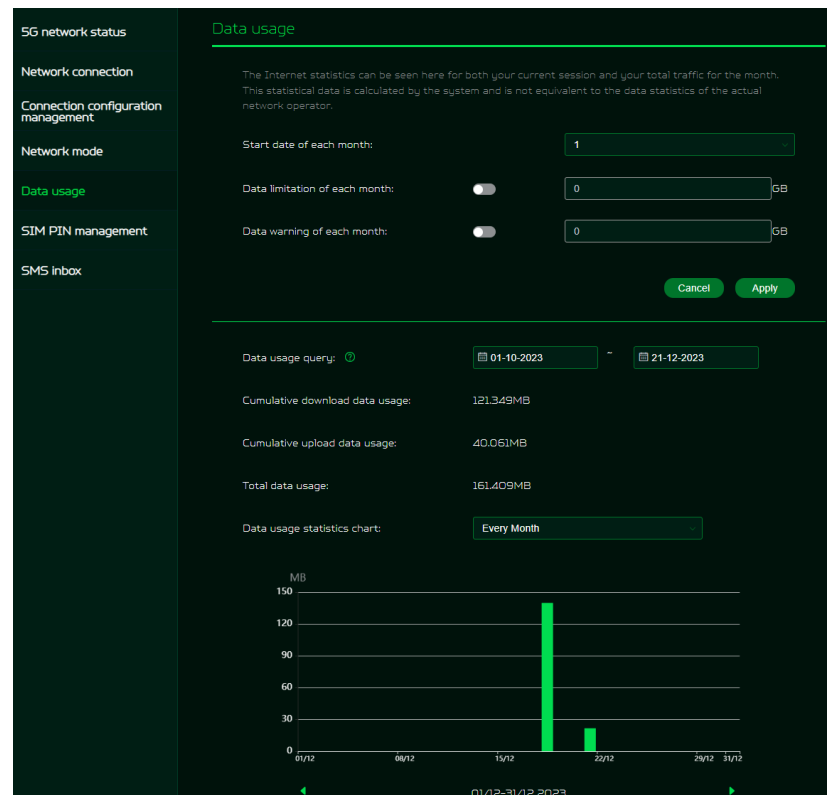 5G network status
Network connection
Connection configuration
management
Network mode
Data usage
SIM PIN management
SMS inbox
Data usage
The Internet statistics can be seen here for both your current session and your total traffic for the month.
This statistical data is calculated by the system and is not equivalent to the data statistics of the actual
network operator.
Start date of each month: 1
Data limitation of each month: 0 GB
Data warning of each month: 0 GB
Cancel Apply
Data usage query: ? 01-10-2023 ~ 21-12-2023
Cumulative download data usage: 121.349MB
Cumulative upload data usage: 40.061MB
Total data usage: 161.409MB
Data usage statistics chart: Every Month
MB
150
120
90
60
30
0
01/12 08/12 15/12 22/12 29/12 31/12
01/12-31/12 2023